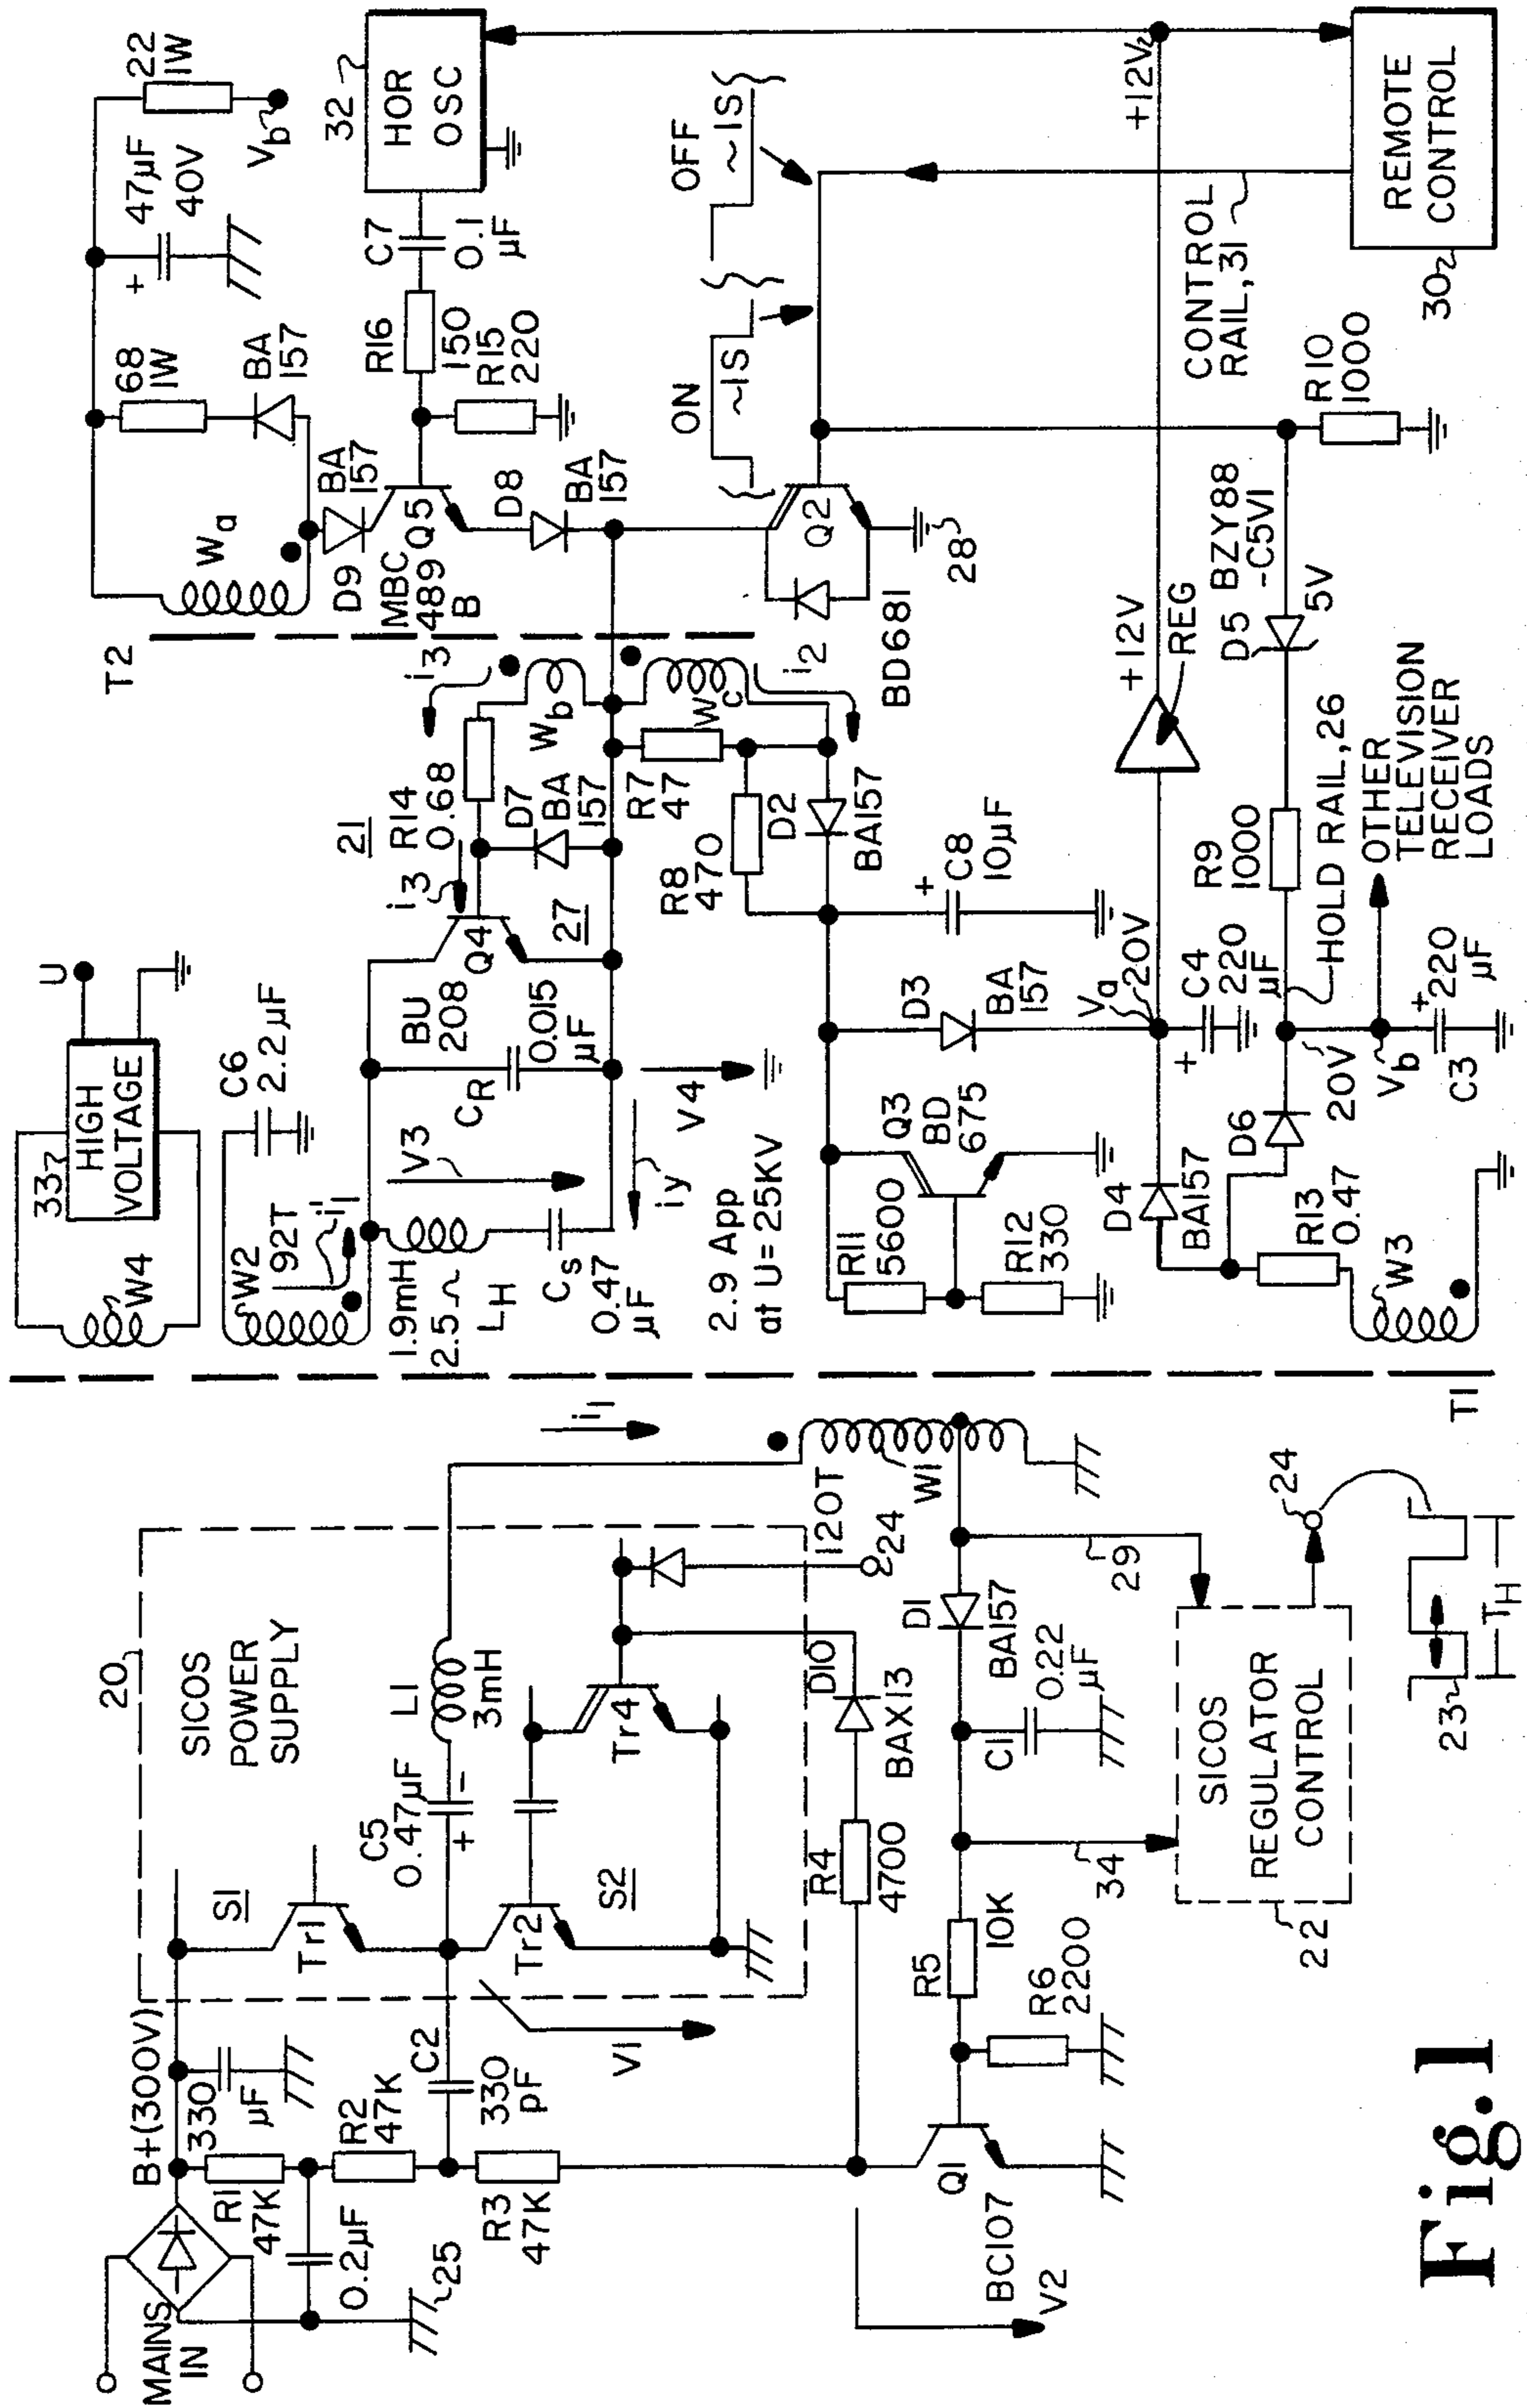 MAINS
IN
B+(300V)
330
µF
R1
47K
0.2µF
25
R2
47K
R3
47K
C2
330
pF
V1
V2
20
SICOS
POWER
SUPPLY
S1
Tr1
C5
0.47µF
+
−
L1
3mH
Tr2
S2
Tr4
24
R4
4700
D10
BAX13
Q1
BC107
R5
10K
R6
2200
C1
0.22
µF
D1
BA157
34
29
SICOS
REGULATOR
CONTROL
22
24
23
TH
120T
W1
i1
T1
W4
33
HIGH
VOLTAGE
U
W2
92T
i'1
C6
2.2µF
1.9mH
2.5
LH
Cs
0.47
µF
V3
CR
0.015
µF
iy
V4
2.9 App
at U=25KV
BU
208
Q4
27
i3
21
R14
0.68
D7
BA
157
i3
Wb
R7
47
Wc
i2
R8
470
D2
BA157
C8
10µF
+
D3
BA
157
Q3
BD
675
R11
5600
R12
330
D4
BA157
R13
0.47
W3
D6
Va
20V
C4
220
µF
+
20V
Vb
C3
220
µF
+
R9
1000
HOLD RAIL,26
OTHER
TELEVISION
RECEIVER
LOADS
+12V
REG
D5
BZY88
-C5V1
5V
R10
1000
CONTROL
RAIL,31
+12V
REMOTE
CONTROL
30
T2
Wa
68
1W
BA
157
47µF
40V
+
22
1W
Vb
D9
BA
157
MBC
489
B
Q5
D8
BA
157
R16
150
R15
220
C7
0.1
µF
32
HOR
OSC
ON
~1S
OFF
~1S
Q2
BD681
28
Fig.1